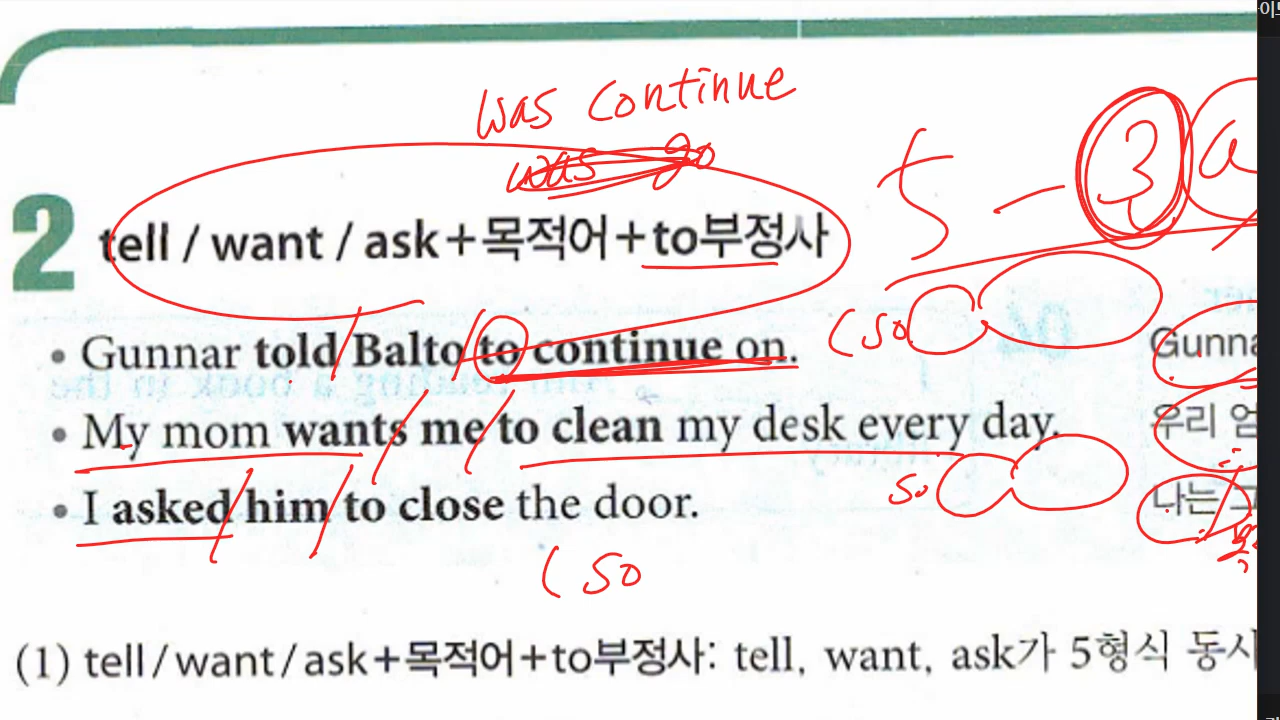 was continue
was go
5 - 3 a
2 tell / want / ask+목적어+to부정사
• Gunnar told Balto to continue on.
(so
Gunna
• My mom wants me to clean my desk every day.
우리 엄
so
• I asked him to close the door.
나는 그
( so
(1) tell/want/ask+목적어+to부정사: tell, want, ask가 5형식 동사